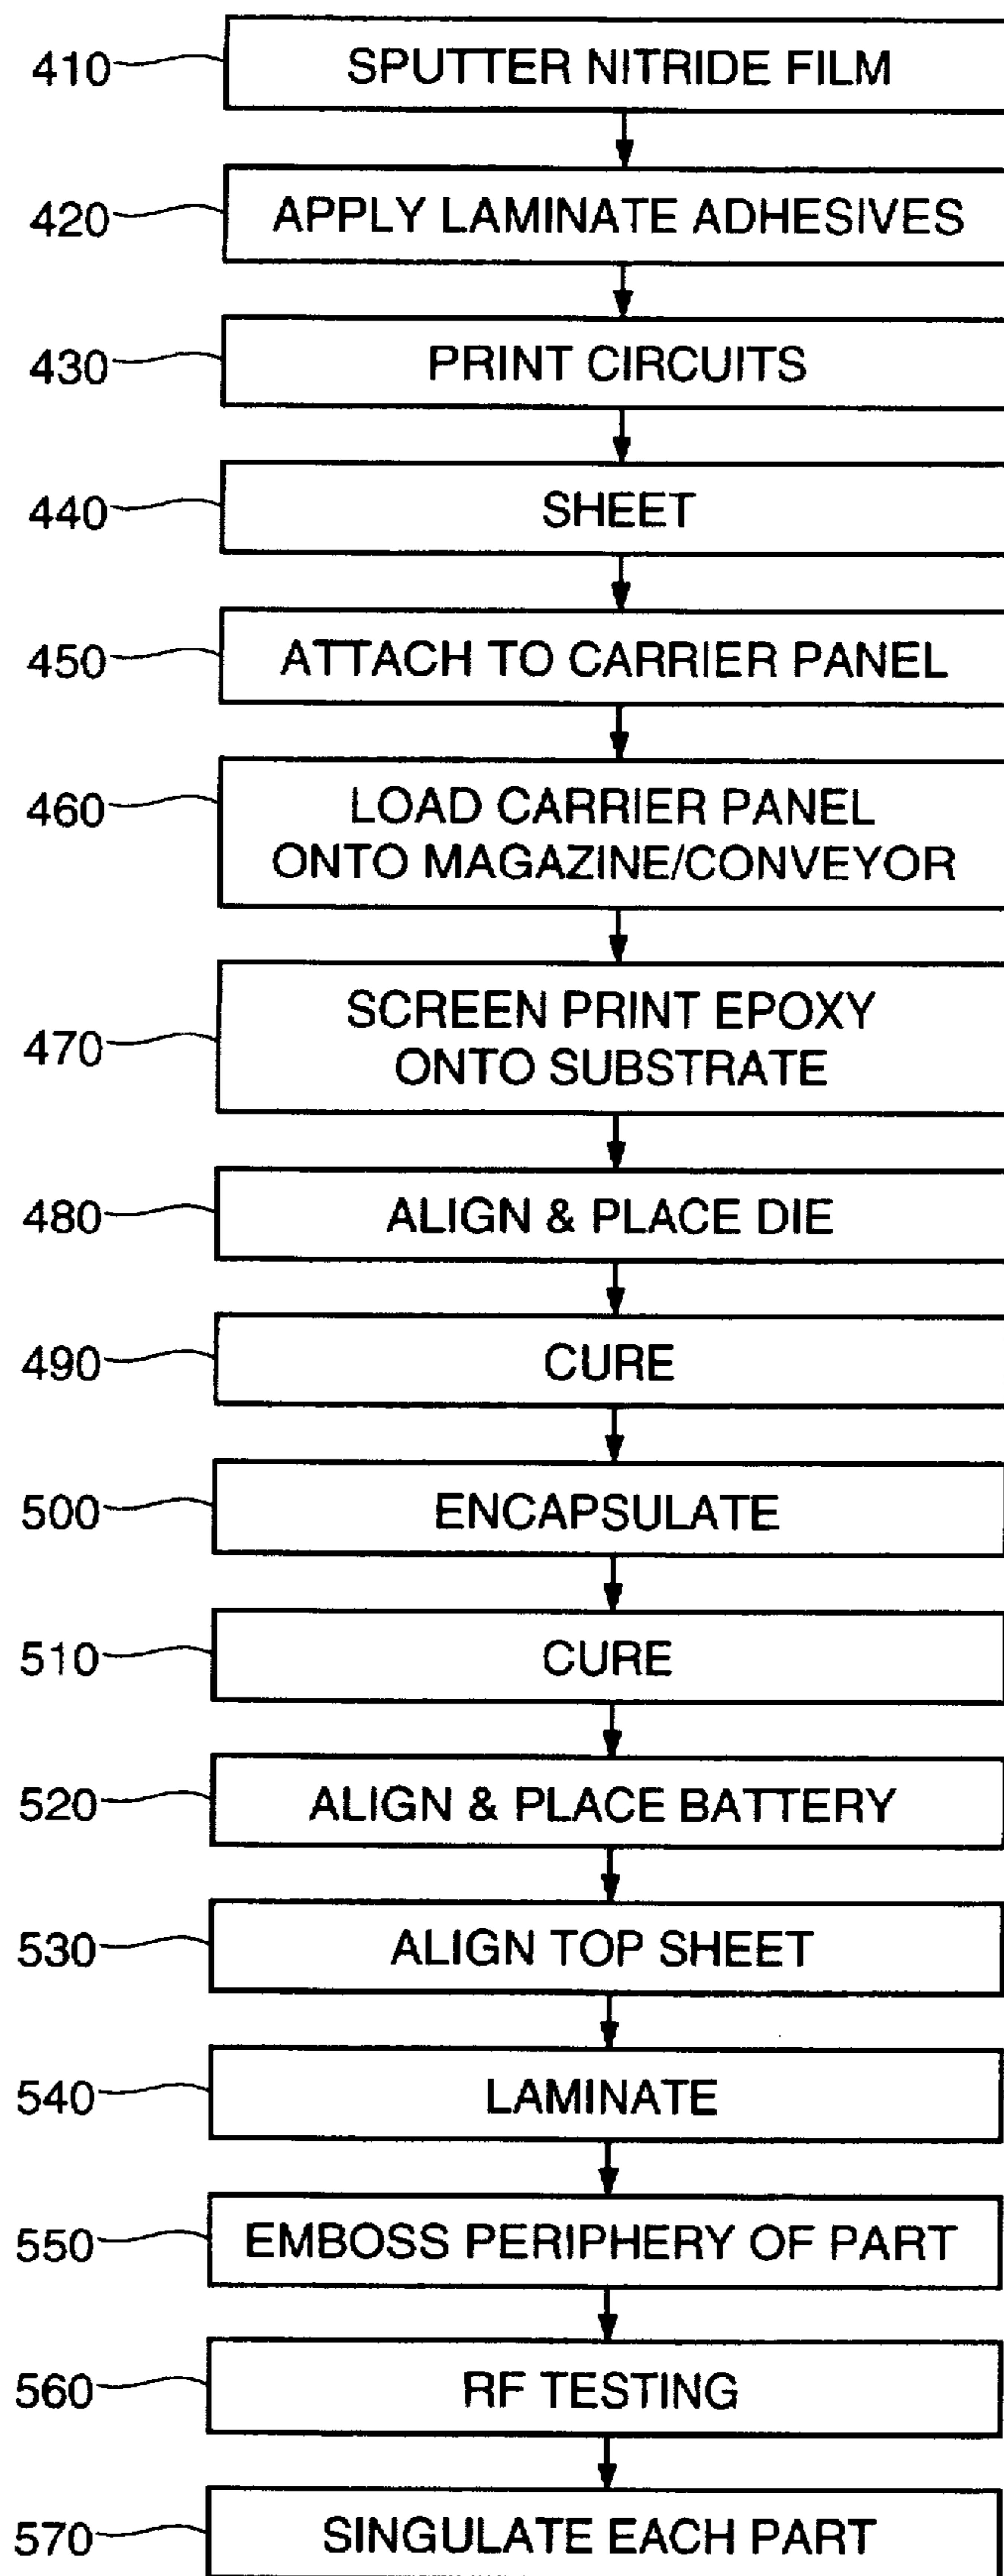 410 SPUTTER NITRIDE FILM
420 APPLY LAMINATE ADHESIVES
430 PRINT CIRCUITS
440 SHEET
450 ATTACH TO CARRIER PANEL
460 LOAD CARRIER PANEL
ONTO MAGAZINE/CONVEYOR
470 SCREEN PRINT EPOXY
ONTO SUBSTRATE
480 ALIGN & PLACE DIE
490 CURE
500 ENCAPSULATE
510 CURE
520 ALIGN & PLACE BATTERY
530 ALIGN TOP SHEET
540 LAMINATE
550 EMBOSS PERIPHERY OF PART
560 RF TESTING
570 SINGULATE EACH PART